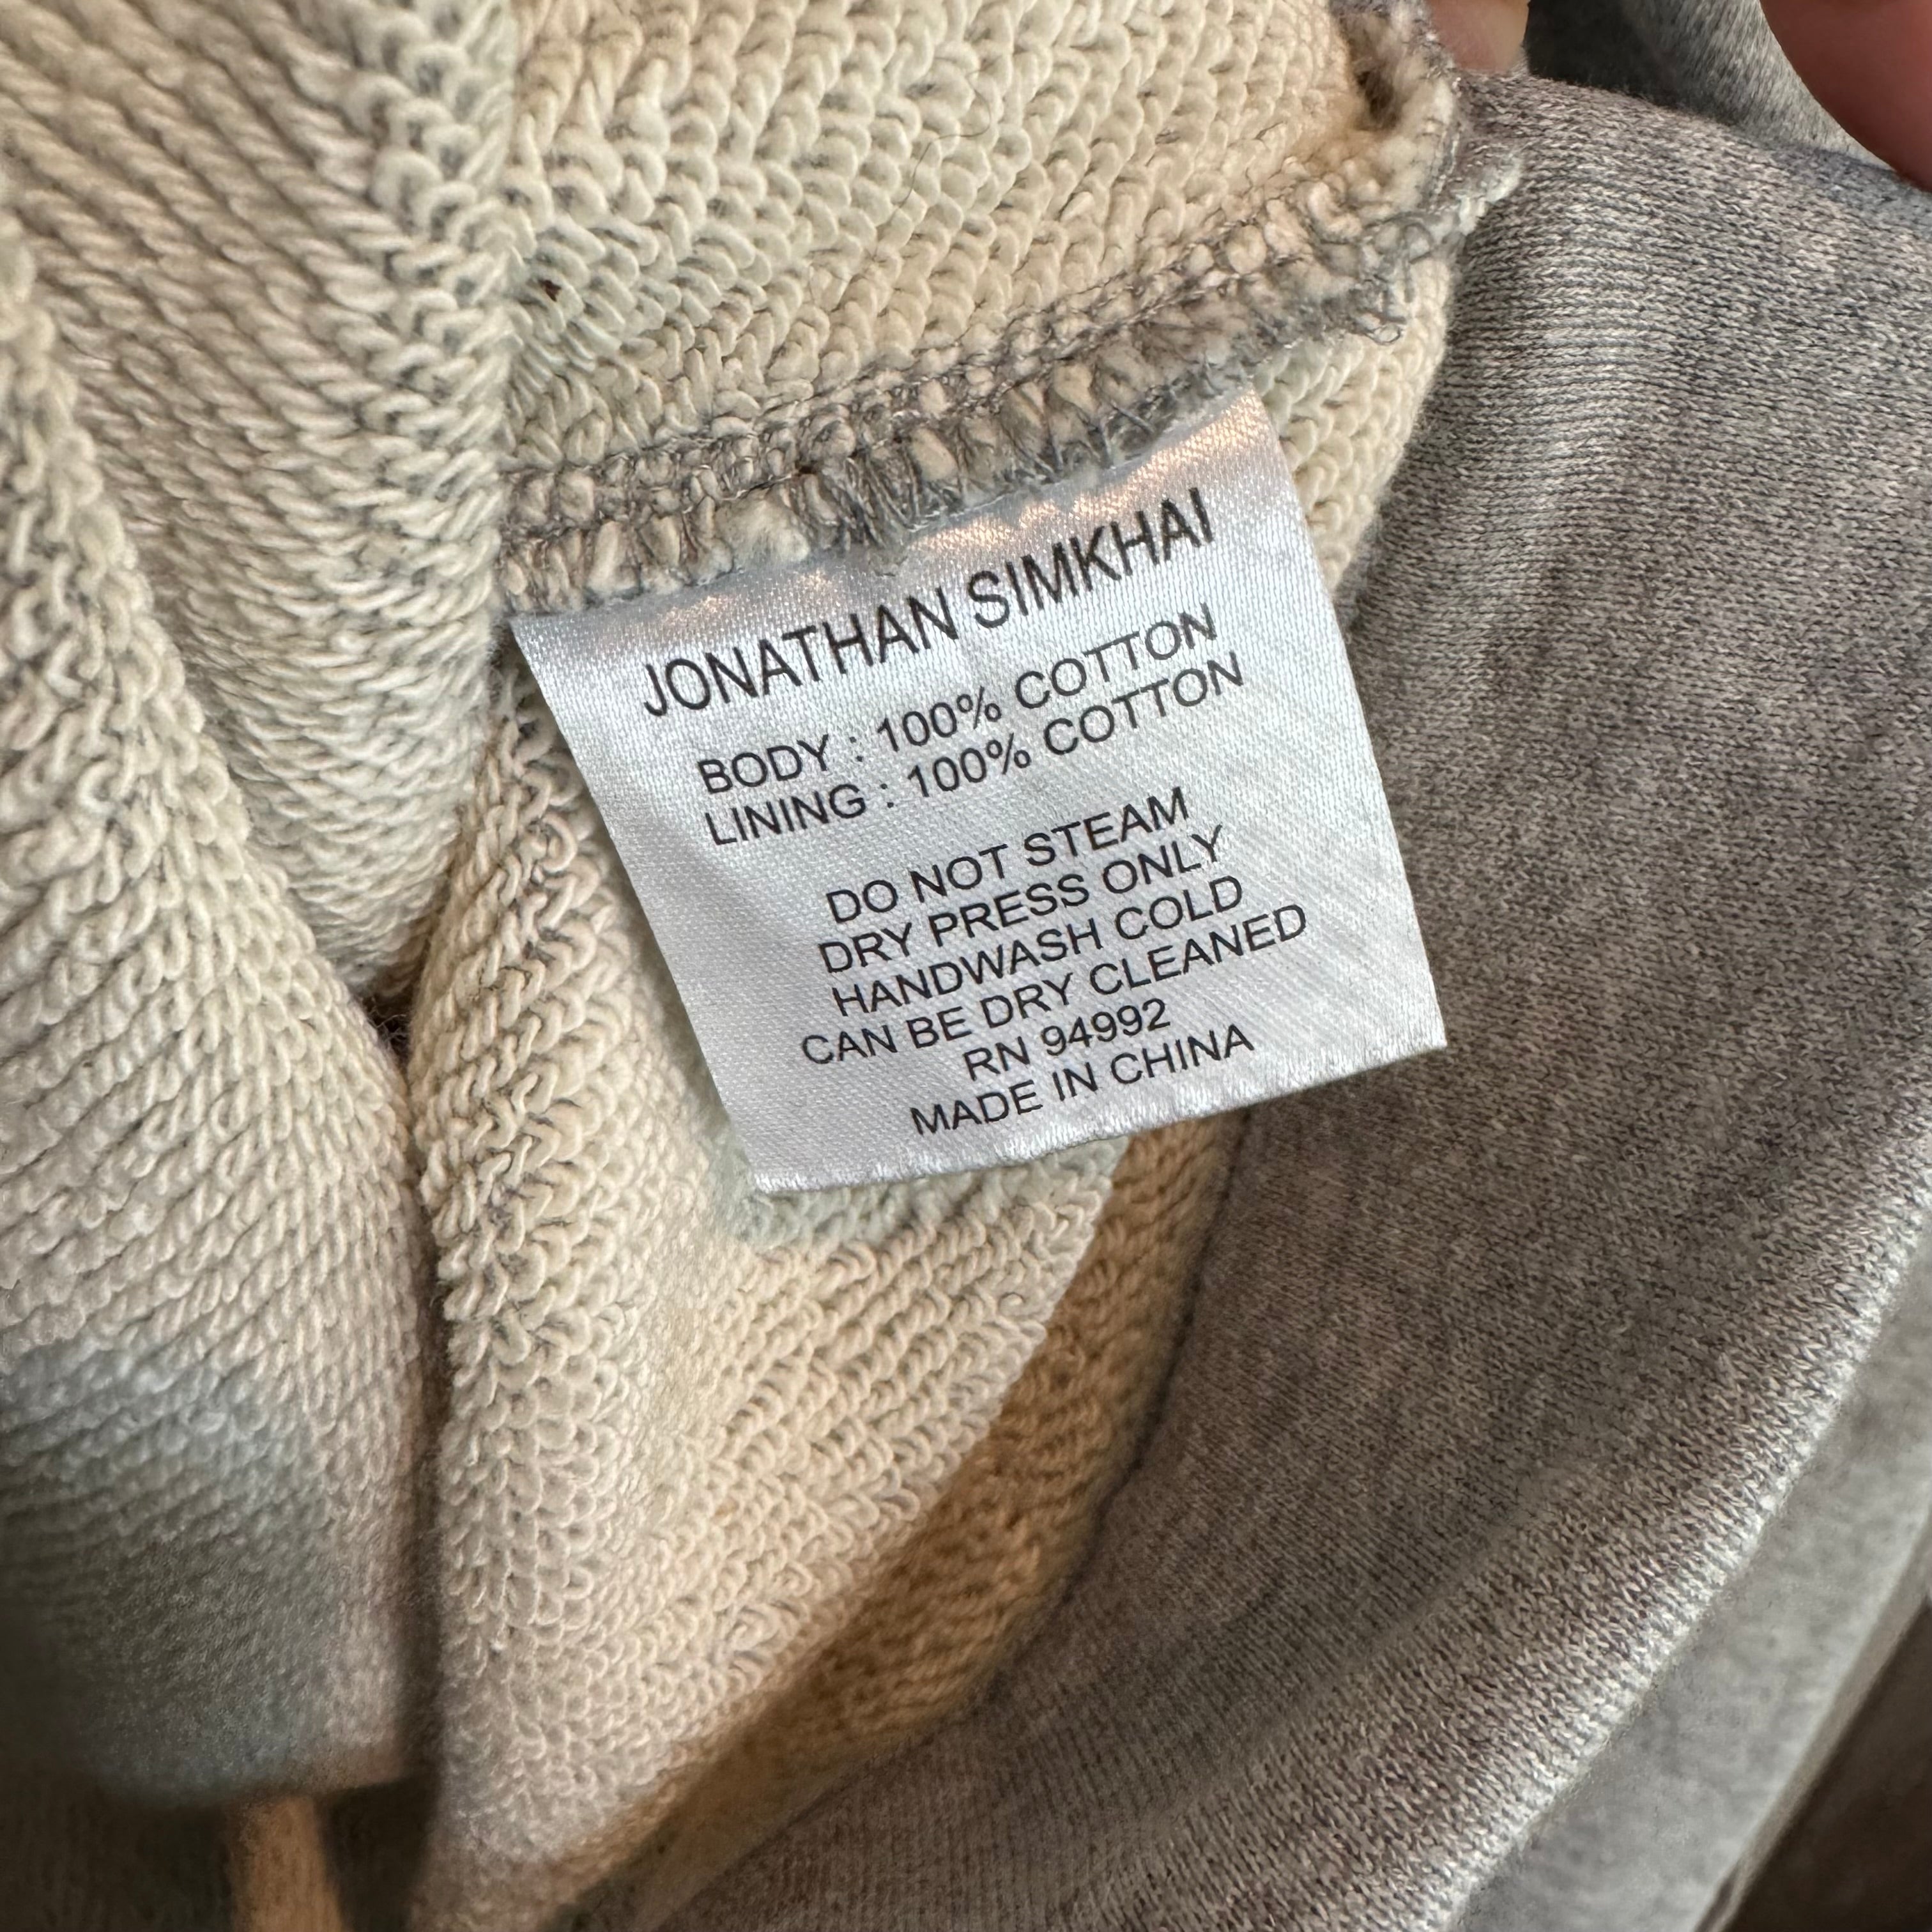 JONATHAN SIMKHAI
BODY : 100% COTTON
LINING : 100% COTTON
DO NOT STEAM
DRY PRESS ONLY
HANDWASH COLD
CAN BE DRY CLEANED
RN 94992
MADE IN CHINA